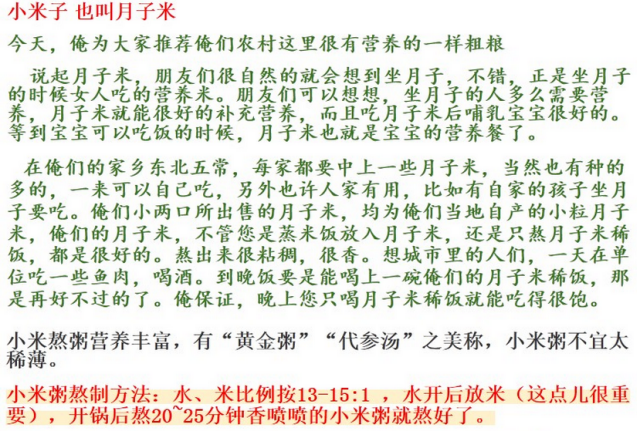 小米子 也叫月子米
今天，俺为大家推荐俺们农村这里很有营养的一样粗粮
说起月子米，朋友们很自然的就会想到坐月子，不错，正是坐月子
的时候女人吃的营养米。朋友们可以想想，坐月子的人多么需要营
养，月子米就能很好的补充营养，而且吃月子米后哺乳宝宝很好的。
等到宝宝可以吃饭的时候，月子米也就是宝宝的营养餐了。
在俺们的家乡东北五常，每家都要中上一些月子米，当然也有种的
多的，一来可以自己吃，另外也许人家有用，比如有自家的孩子坐月
子要吃。俺们小两口所出售的月子米，均为俺们当地自产的小粒月子
米，俺们的月子米，不管您是蒸米饭放入月子米，还是只熬月子米稀
饭，都是很好的。熬出来很粘稠，很香。想城市里的人们，一天在单
位吃一些鱼肉，喝酒。到晚饭要是能喝上一碗俺们的月子米稀饭，那
是再好不过的了。俺保证，晚上您只喝月子米稀饭就能吃得很饱。
小米熬粥营养丰富，有“黄金粥”“代参汤”之美称，小米粥不宜太
稀薄。
小米粥熬制方法：水、米比例按13-15:1 ，水开后放米（这点儿很重
要），开锅后熬20~25分钟香喷喷的小米粥就熬好了。